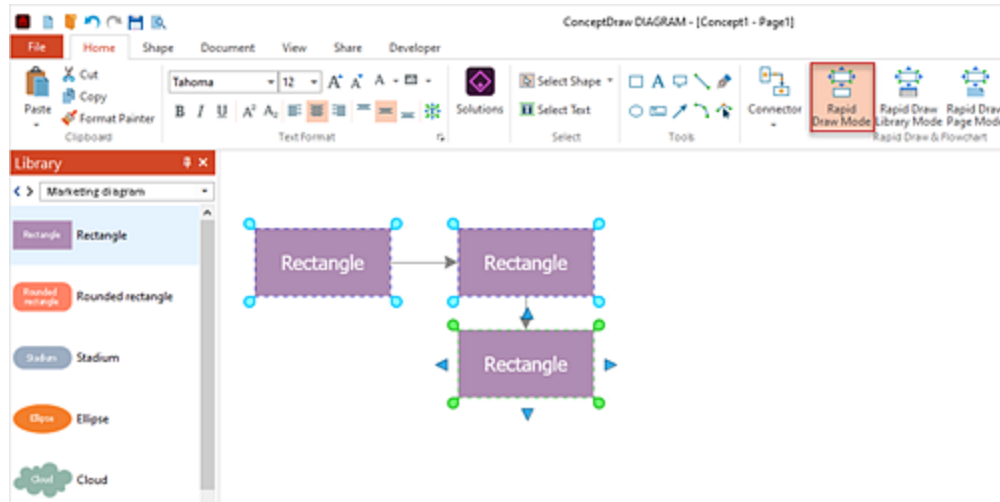 ConceptDraw DIAGRAM - [Concept1 - Page1]
File Home Shape Document View Share Developer
Paste
Cut
Copy
Format Painter
Clipboard
Tahoma 12
B I U
Text Format
Solutions
Select Shape
Select Text
Select
A
Tools
Connector
Rapid
Draw Mode
Rapid Draw
Library Mode
Rapid Draw
Page Mode
Rapid Draw & Flowchart
Library
Marketing diagram
Rectangle Rectangle
Rounded
rectangle
Rounded rectangle
Stadium Stadium
Ellipse Ellipse
Cloud Cloud
Rectangle
Rectangle
Rectangle